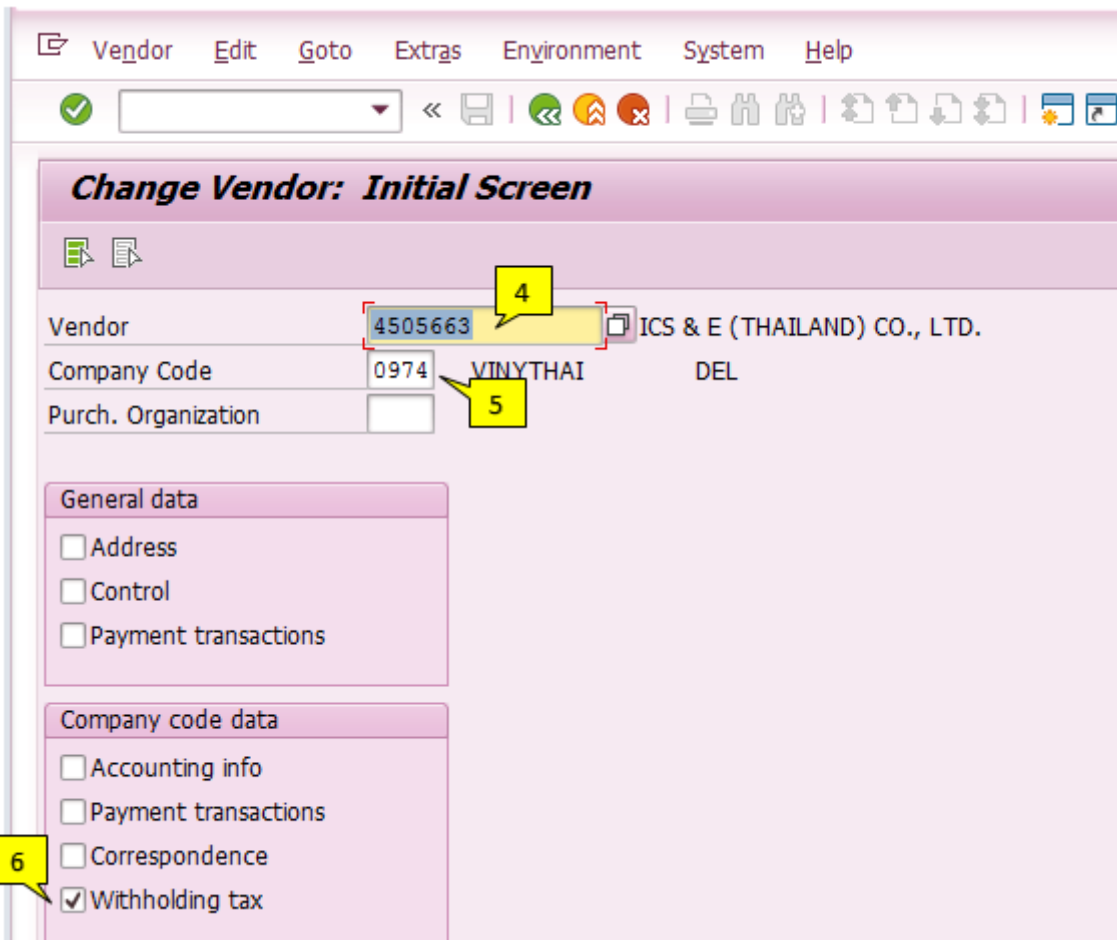 Vendor Edit Goto Extras Environment System Help
Change Vendor: Initial Screen
4
Vendor 4505663 ICS & E (THAILAND) CO., LTD.
Company Code 0974 VINYTHAI DEL
5
Purch. Organization
General data
Address
Control
Payment transactions
Company code data
Accounting info
Payment transactions
6
Correspondence
Withholding tax